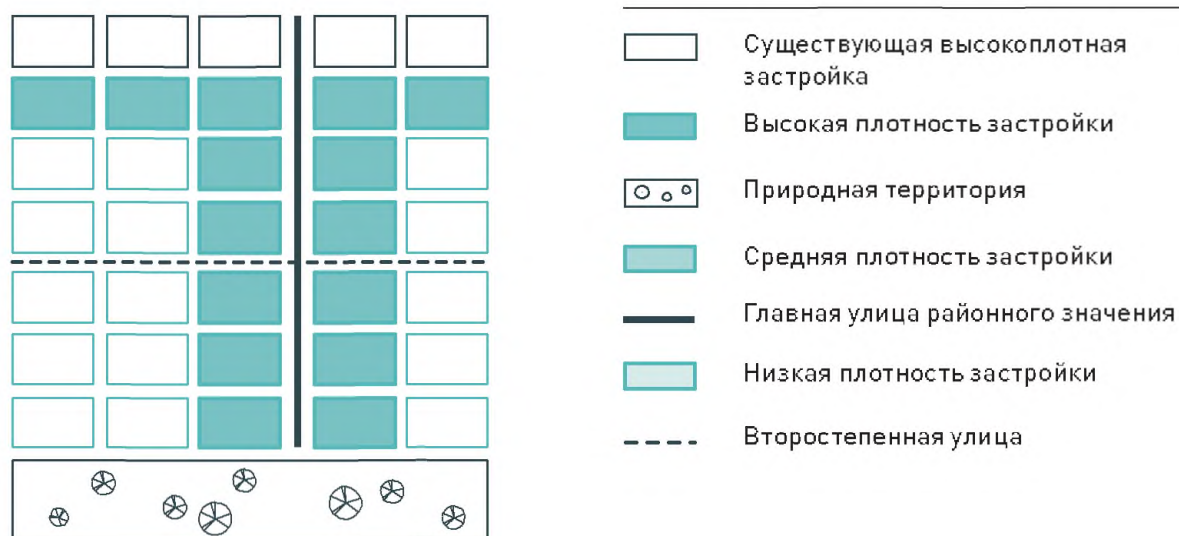 Существующая высокоплотная
застройка
Высокая плотность застройки
Природная территория
Средняя плотность застройки
Главная улица районного значения
Низкая плотность застройки
Второстепенная улица